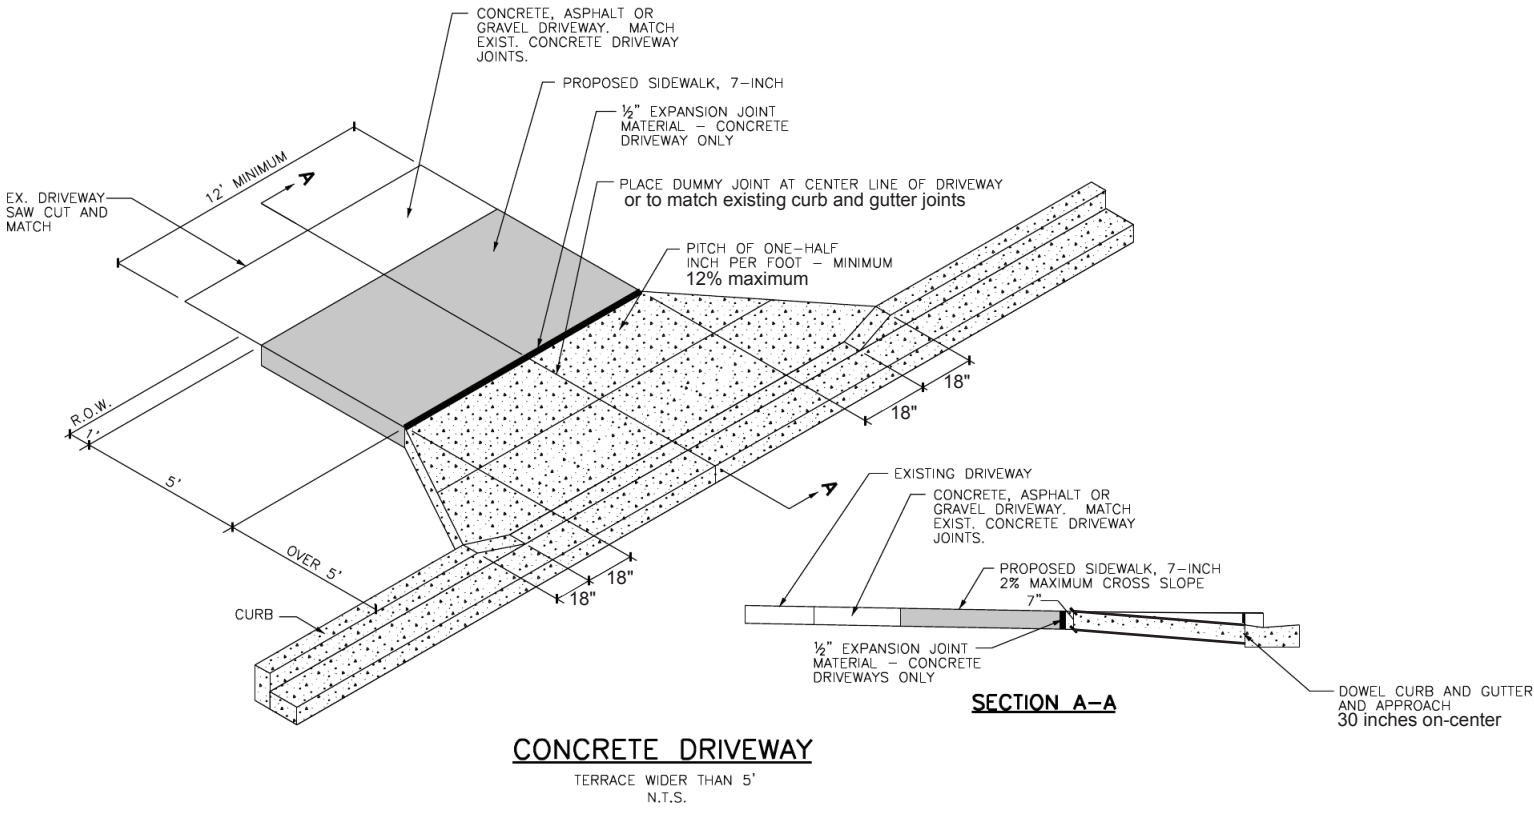 CONCRETE, ASPHALT OR
GRAVEL DRIVEWAY. MATCH
EXIST. CONCRETE DRIVEWAY
JOINTS.
PROPOSED SIDEWALK, 7-INCH
½" EXPANSION JOINT
MATERIAL - CONCRETE
DRIVEWAY ONLY
12' MINIMUM
A
EX. DRIVEWAY
SAW CUT AND
MATCH
PLACE DUMMY JOINT AT CENTER LINE OF DRIVEWAY
or to match existing curb and gutter joints
PITCH OF ONE-HALF
INCH PER FOOT - MINIMUM
12% maximum
18"
18"
R.O.W.
1'
5'
OVER 5'
A
18"
18"
CURB
EXISTING DRIVEWAY
CONCRETE, ASPHALT OR
GRAVEL DRIVEWAY. MATCH
EXIST. CONCRETE DRIVEWAY
JOINTS.
PROPOSED SIDEWALK, 7-INCH
2% MAXIMUM CROSS SLOPE
7"
½" EXPANSION JOINT
MATERIAL - CONCRETE
DRIVEWAYS ONLY
SECTION A-A
DOWEL CURB AND GUTTER
AND APPROACH
30 inches on-center
CONCRETE DRIVEWAY
TERRACE WIDER THAN 5'
N.T.S.